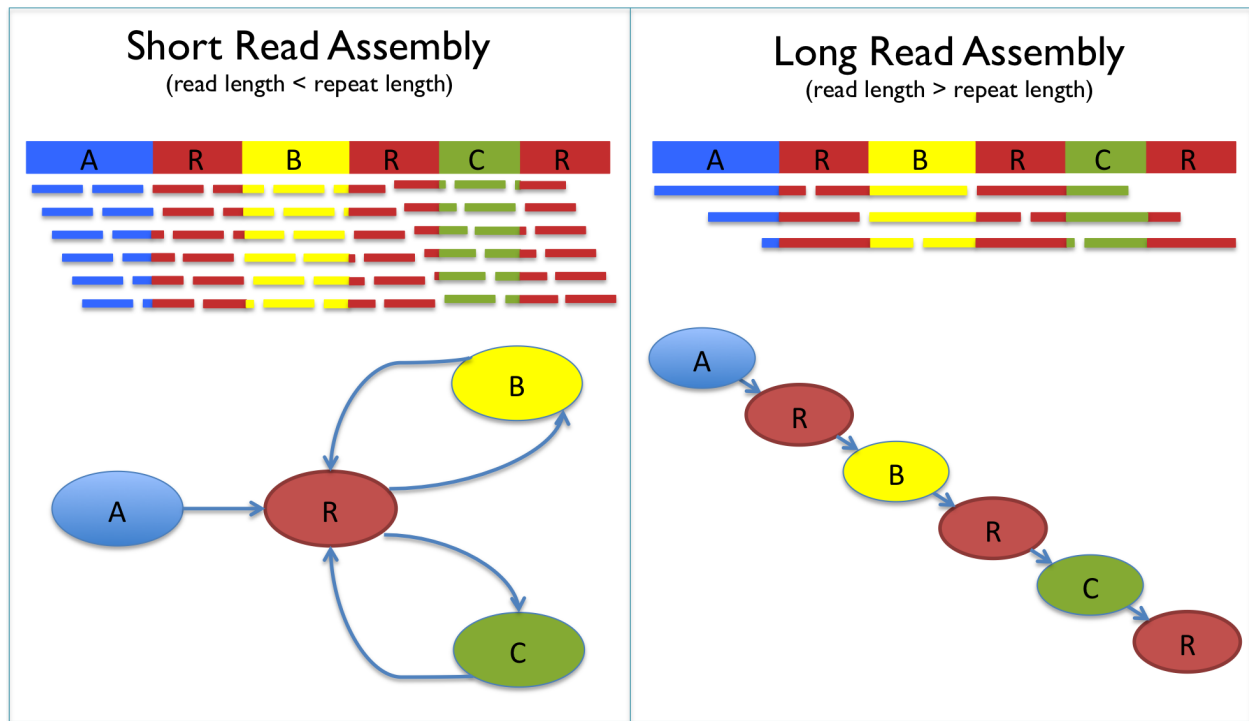 Short Read Assembly
(read length < repeat length)
A R B R C R
B
A
R
C
Long Read Assembly
(read length > repeat length)
A R B R C R
A
R
B
R
C
R